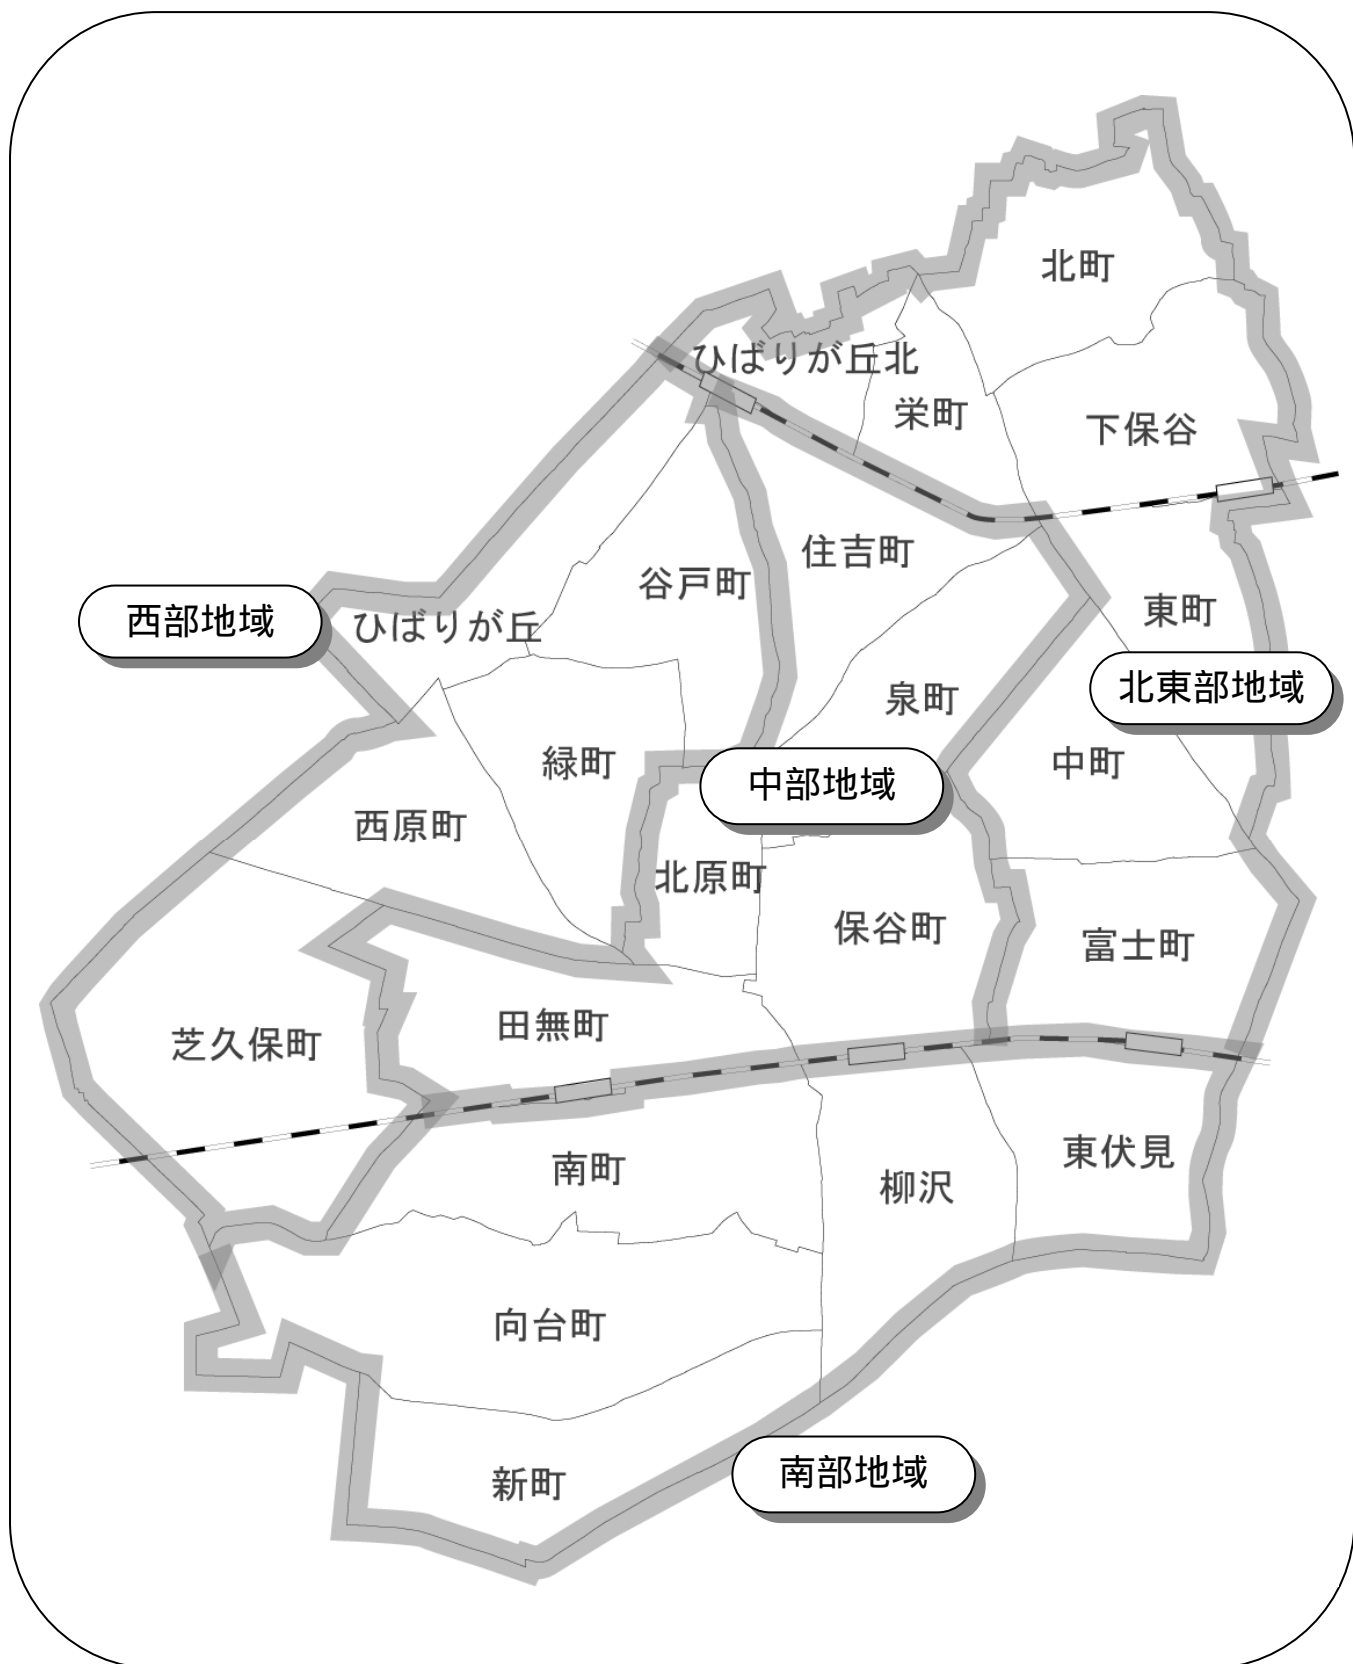 北町
ひばりが丘北
栄町
下保谷
住吉町
谷戸町
東町
西部地域
ひばりが丘
北東部地域
泉町
緑町
中町
中部地域
西原町
北原町
保谷町
富士町
田無町
芝久保町
東伏見
南町
柳沢
向台町
南部地域
新町